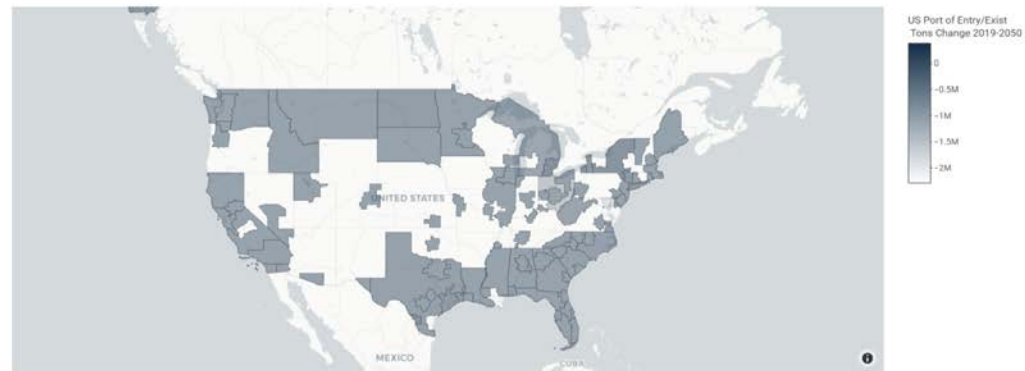 US Port of Entry/Exist
Tons Change 2019-2050
0
−0.5M
−1M
−1.5M
−2M
UNITED STATES
MEXICO
CUBA
i